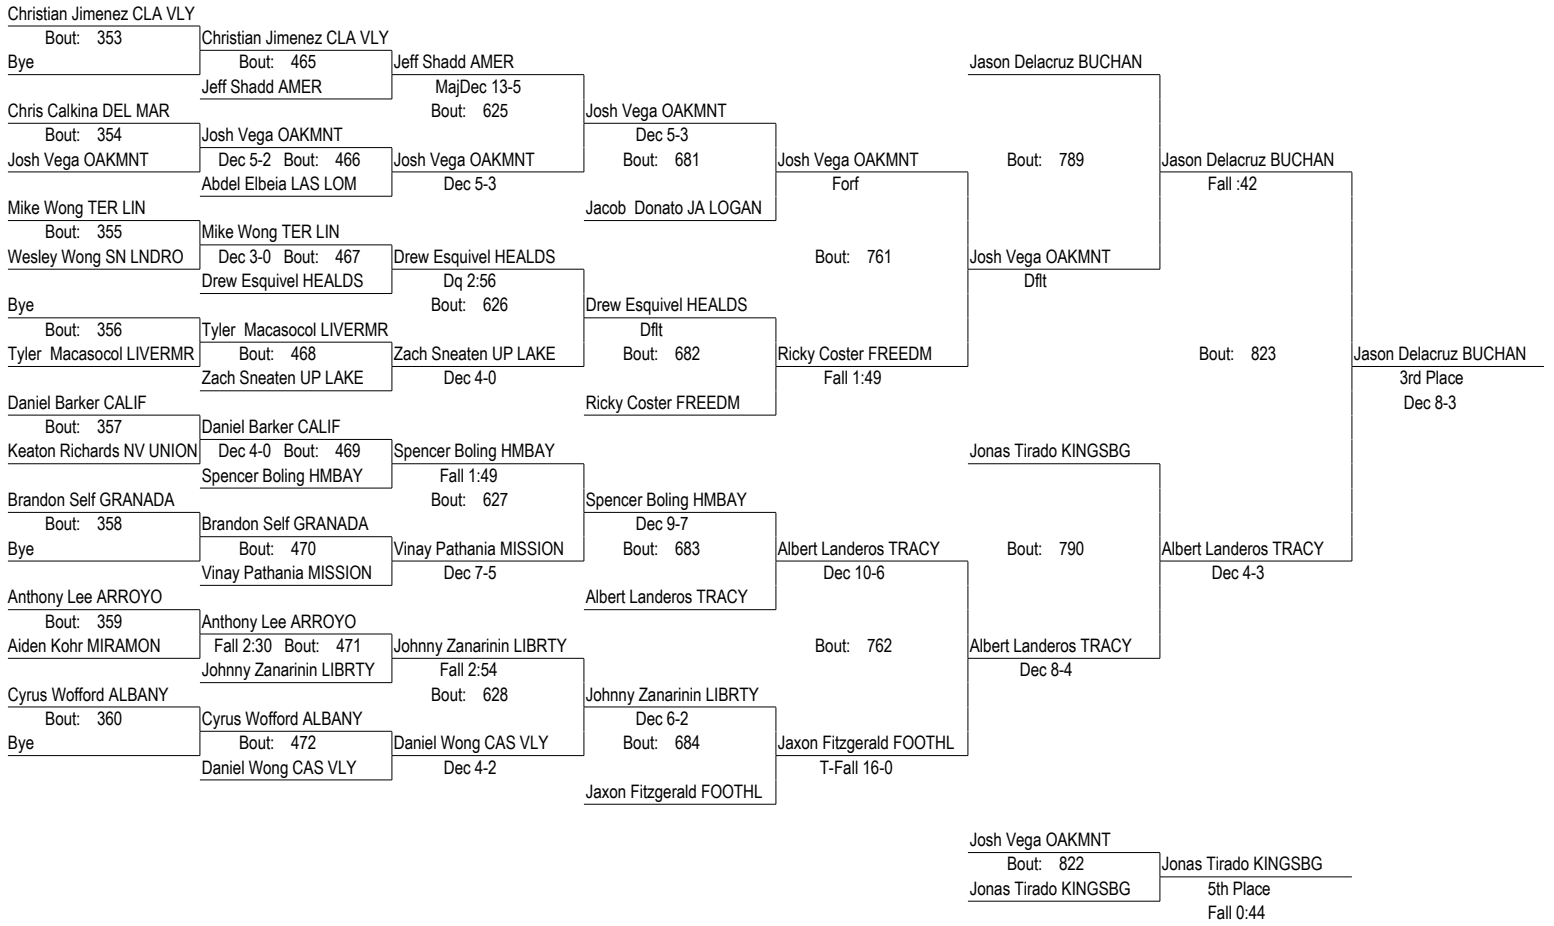 Christian Jimenez CLA VLY
Bout: 353
Christian Jimenez CLA VLY
Bye
Bout: 465
Jeff Shadd AMER
Jason Delacruz BUCHAN
Jeff Shadd AMER
MajDec 13-5
Chris Calkina DEL MAR
Bout: 625
Josh Vega OAKMNT
Bout: 354
Josh Vega OAKMNT
Dec 5-3
Josh Vega OAKMNT
Dec 5-2 Bout: 466
Josh Vega OAKMNT
Bout: 681
Josh Vega OAKMNT
Bout: 789
Jason Delacruz BUCHAN
Abdel Elbeia LAS LOM
Dec 5-3
Forf
Fall :42
Mike Wong TER LIN
Jacob Donato JA LOGAN
Bout: 355
Mike Wong TER LIN
Wesley Wong SN LNDRO
Dec 3-0 Bout: 467
Drew Esquivel HEALDS
Bout: 761
Josh Vega OAKMNT
Drew Esquivel HEALDS
Dq 2:56
Dflt
Bye
Bout: 626
Drew Esquivel HEALDS
Bout: 356
Tyler Macasocol LIVERMR
Dflt
Tyler Macasocol LIVERMR
Bout: 468
Zach Sneaten UP LAKE
Bout: 682
Ricky Coster FREEDM
Bout: 823
Jason Delacruz BUCHAN
Zach Sneaten UP LAKE
Dec 4-0
Fall 1:49
3rd Place
Daniel Barker CALIF
Ricky Coster FREEDM
Dec 8-3
Bout: 357
Daniel Barker CALIF
Keaton Richards NV UNION
Dec 4-0 Bout: 469
Spencer Boling HMBAY
Jonas Tirado KINGSBG
Spencer Boling HMBAY
Fall 1:49
Brandon Self GRANADA
Bout: 627
Spencer Boling HMBAY
Bout: 358
Brandon Self GRANADA
Dec 9-7
Bye
Bout: 470
Vinay Pathania MISSION
Bout: 683
Albert Landeros TRACY
Bout: 790
Albert Landeros TRACY
Vinay Pathania MISSION
Dec 7-5
Dec 10-6
Dec 4-3
Anthony Lee ARROYO
Albert Landeros TRACY
Bout: 359
Anthony Lee ARROYO
Aiden Kohr MIRAMON
Fall 2:30 Bout: 471
Johnny Zanarinin LIBRTY
Bout: 762
Albert Landeros TRACY
Johnny Zanarinin LIBRTY
Fall 2:54
Dec 8-4
Cyrus Wofford ALBANY
Bout: 628
Johnny Zanarinin LIBRTY
Bout: 360
Cyrus Wofford ALBANY
Dec 6-2
Bye
Bout: 472
Daniel Wong CAS VLY
Bout: 684
Jaxon Fitzgerald FOOTHL
Daniel Wong CAS VLY
Dec 4-2
T-Fall 16-0
Jaxon Fitzgerald FOOTHL
Josh Vega OAKMNT
Bout: 822
Jonas Tirado KINGSBG
Jonas Tirado KINGSBG
5th Place
Fall 0:44